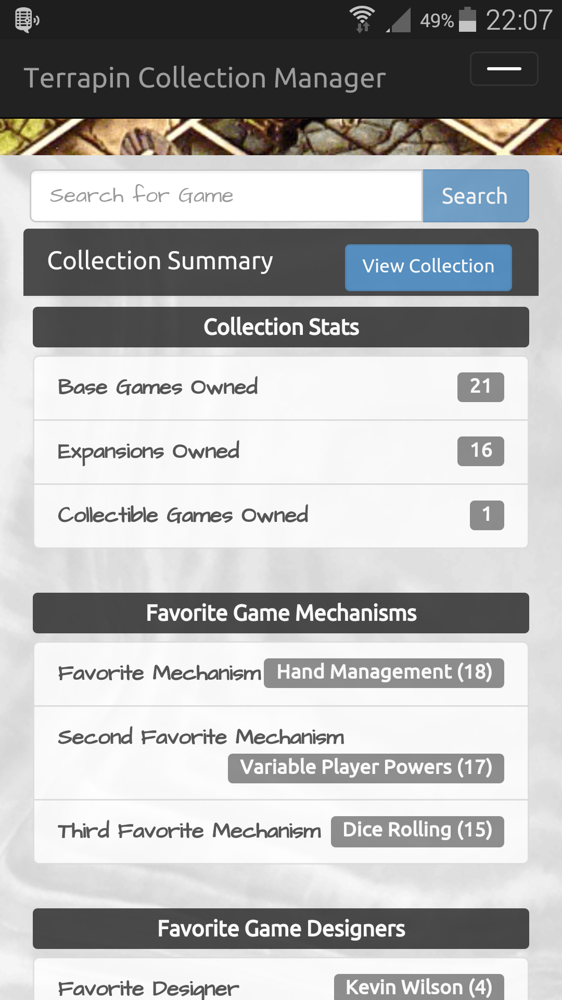 49% 22:07
Terrapin Collection Manager
Search for Game Search
Collection Summary View Collection
Collection Stats
Base Games Owned 21
Expansions Owned 16
Collectible Games Owned 1
Favorite Game Mechanisms
Favorite Mechanism Hand Management (18)
Second Favorite Mechanism
Variable Player Powers (17)
Third Favorite Mechanism Dice Rolling (15)
Favorite Game Designers
Favorite Designer Kevin Wilson (4)